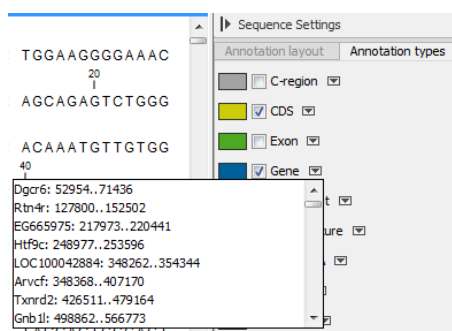 Sequence Settings
Annotation layout Annotation types
TGGAAGGGGAAAC
20
AGCAGAGTCTGGG
ACAAATGTTGTGG
40
C-region
CDS
Exon
Gene
Dgcr6: 52954..71436
Rtn4r: 127800..152502
EG665975: 217973..220441
Htf9c: 248977..253596
LOC100042884: 348262..354344
Arvcf: 348368..407170
Txnrd2: 426511..479164
Gnb1l: 498862..566773
t
ture